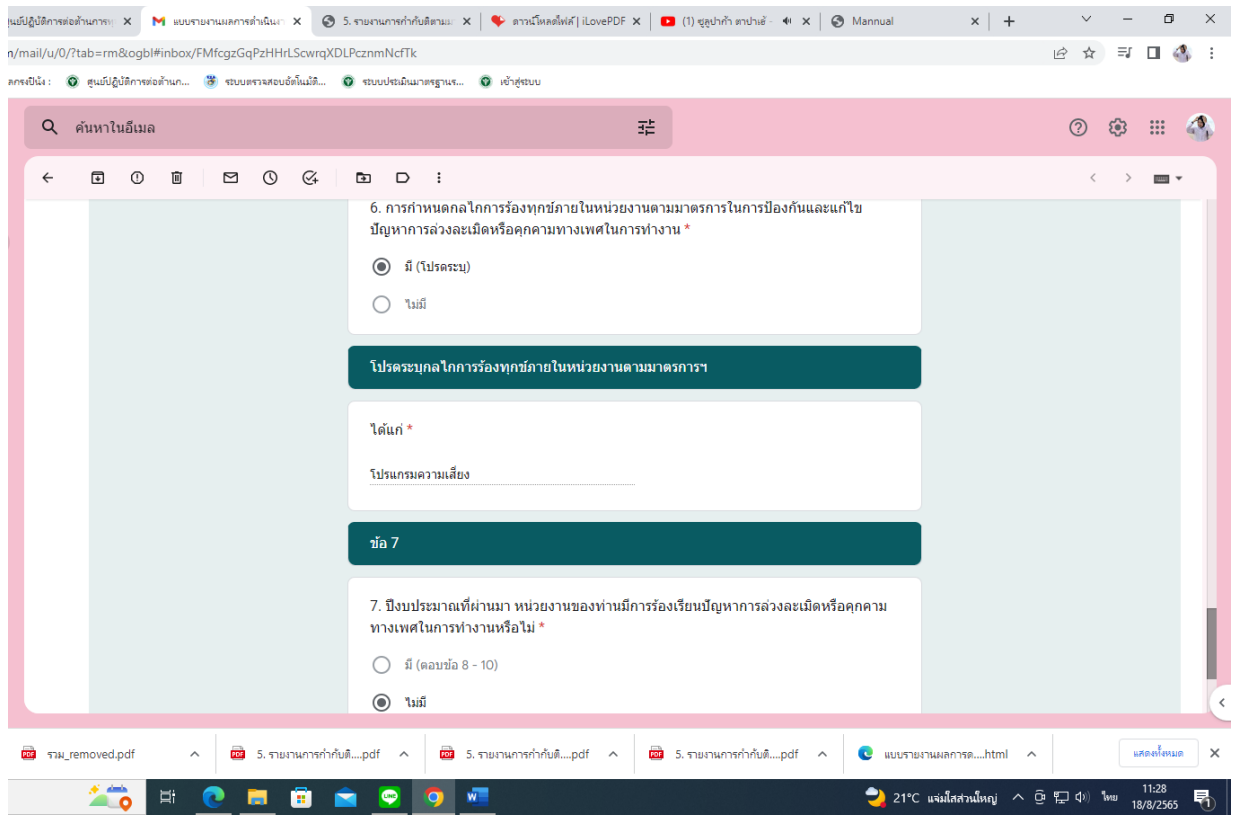 ศูนย์ปฏิบัติการต่อต้านการทุ
แบบรายงานผลการดำเนินง
5. รายงานการกำกับติดตามม
ดาวน์โหลดไฟล์ | iLovePDF
(1) ซูลูปาก้า ตาปาเฮ้ -
Mannual
m/mail/u/0/?tab=rm&ogbl#inbox/FMfcgzGqPzHHrLScwrqXDLPcznmNcfTk
ศูนย์ปฏิบัติการต่อต้านก...
ระบบตรวจสอบอัตโนมัติ...
ระบบประเมินมาตรฐานร...
เข้าสู่ระบบ
ค้นหาในอีเมล
6. การกำหนดกลไกการร้องทุกข์ภายในหน่วยงานตามมาตรการในการป้องกันและแก้ไข
ปัญหาการล่วงละเมิดหรือคุกคามทางเพศในการทำงาน *
มี (โปรดระบุ)
ไม่มี
โปรดระบุกลไกการร้องทุกข์ภายในหน่วยงานตามมาตรการฯ
ได้แก่ *
โปรแกรมความเสี่ยง
ข้อ 7
7. ปีงบประมาณที่ผ่านมา หน่วยงานของท่านมีการร้องเรียนปัญหาการล่วงละเมิดหรือคุกคาม
ทางเพศในการทำงานหรือไม่ *
มี (ตอบข้อ 8 - 10)
ไม่มี
รวม_removed.pdf
5. รายงานการกำกับติ....pdf
5. รายงานการกำกับติ....pdf
5. รายงานการกำกับติ....pdf
แบบรายงานผลการด....html
แสดงทั้งหมด
21°C แจ่มใสส่วนใหญ่
ไทย
11:28
18/8/2565
1